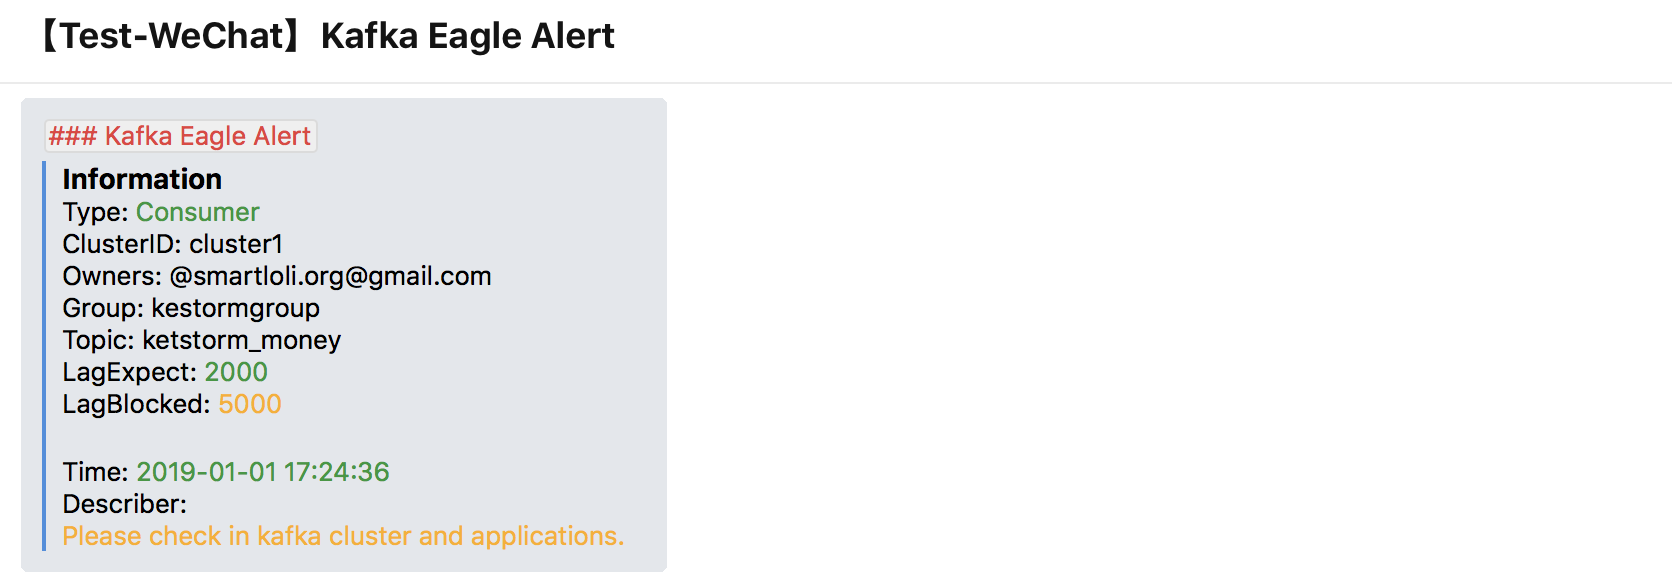 【Test-WeChat】Kafka Eagle Alert
### Kafka Eagle Alert
Information
Type: Consumer
ClusterID: cluster1
Owners: @smartloli.org@gmail.com
Group: kestormgroup
Topic: ketstorm_money
LagExpect: 2000
LagBlocked: 5000
Time: 2019-01-01 17:24:36
Describer:
Please check in kafka cluster and applications.